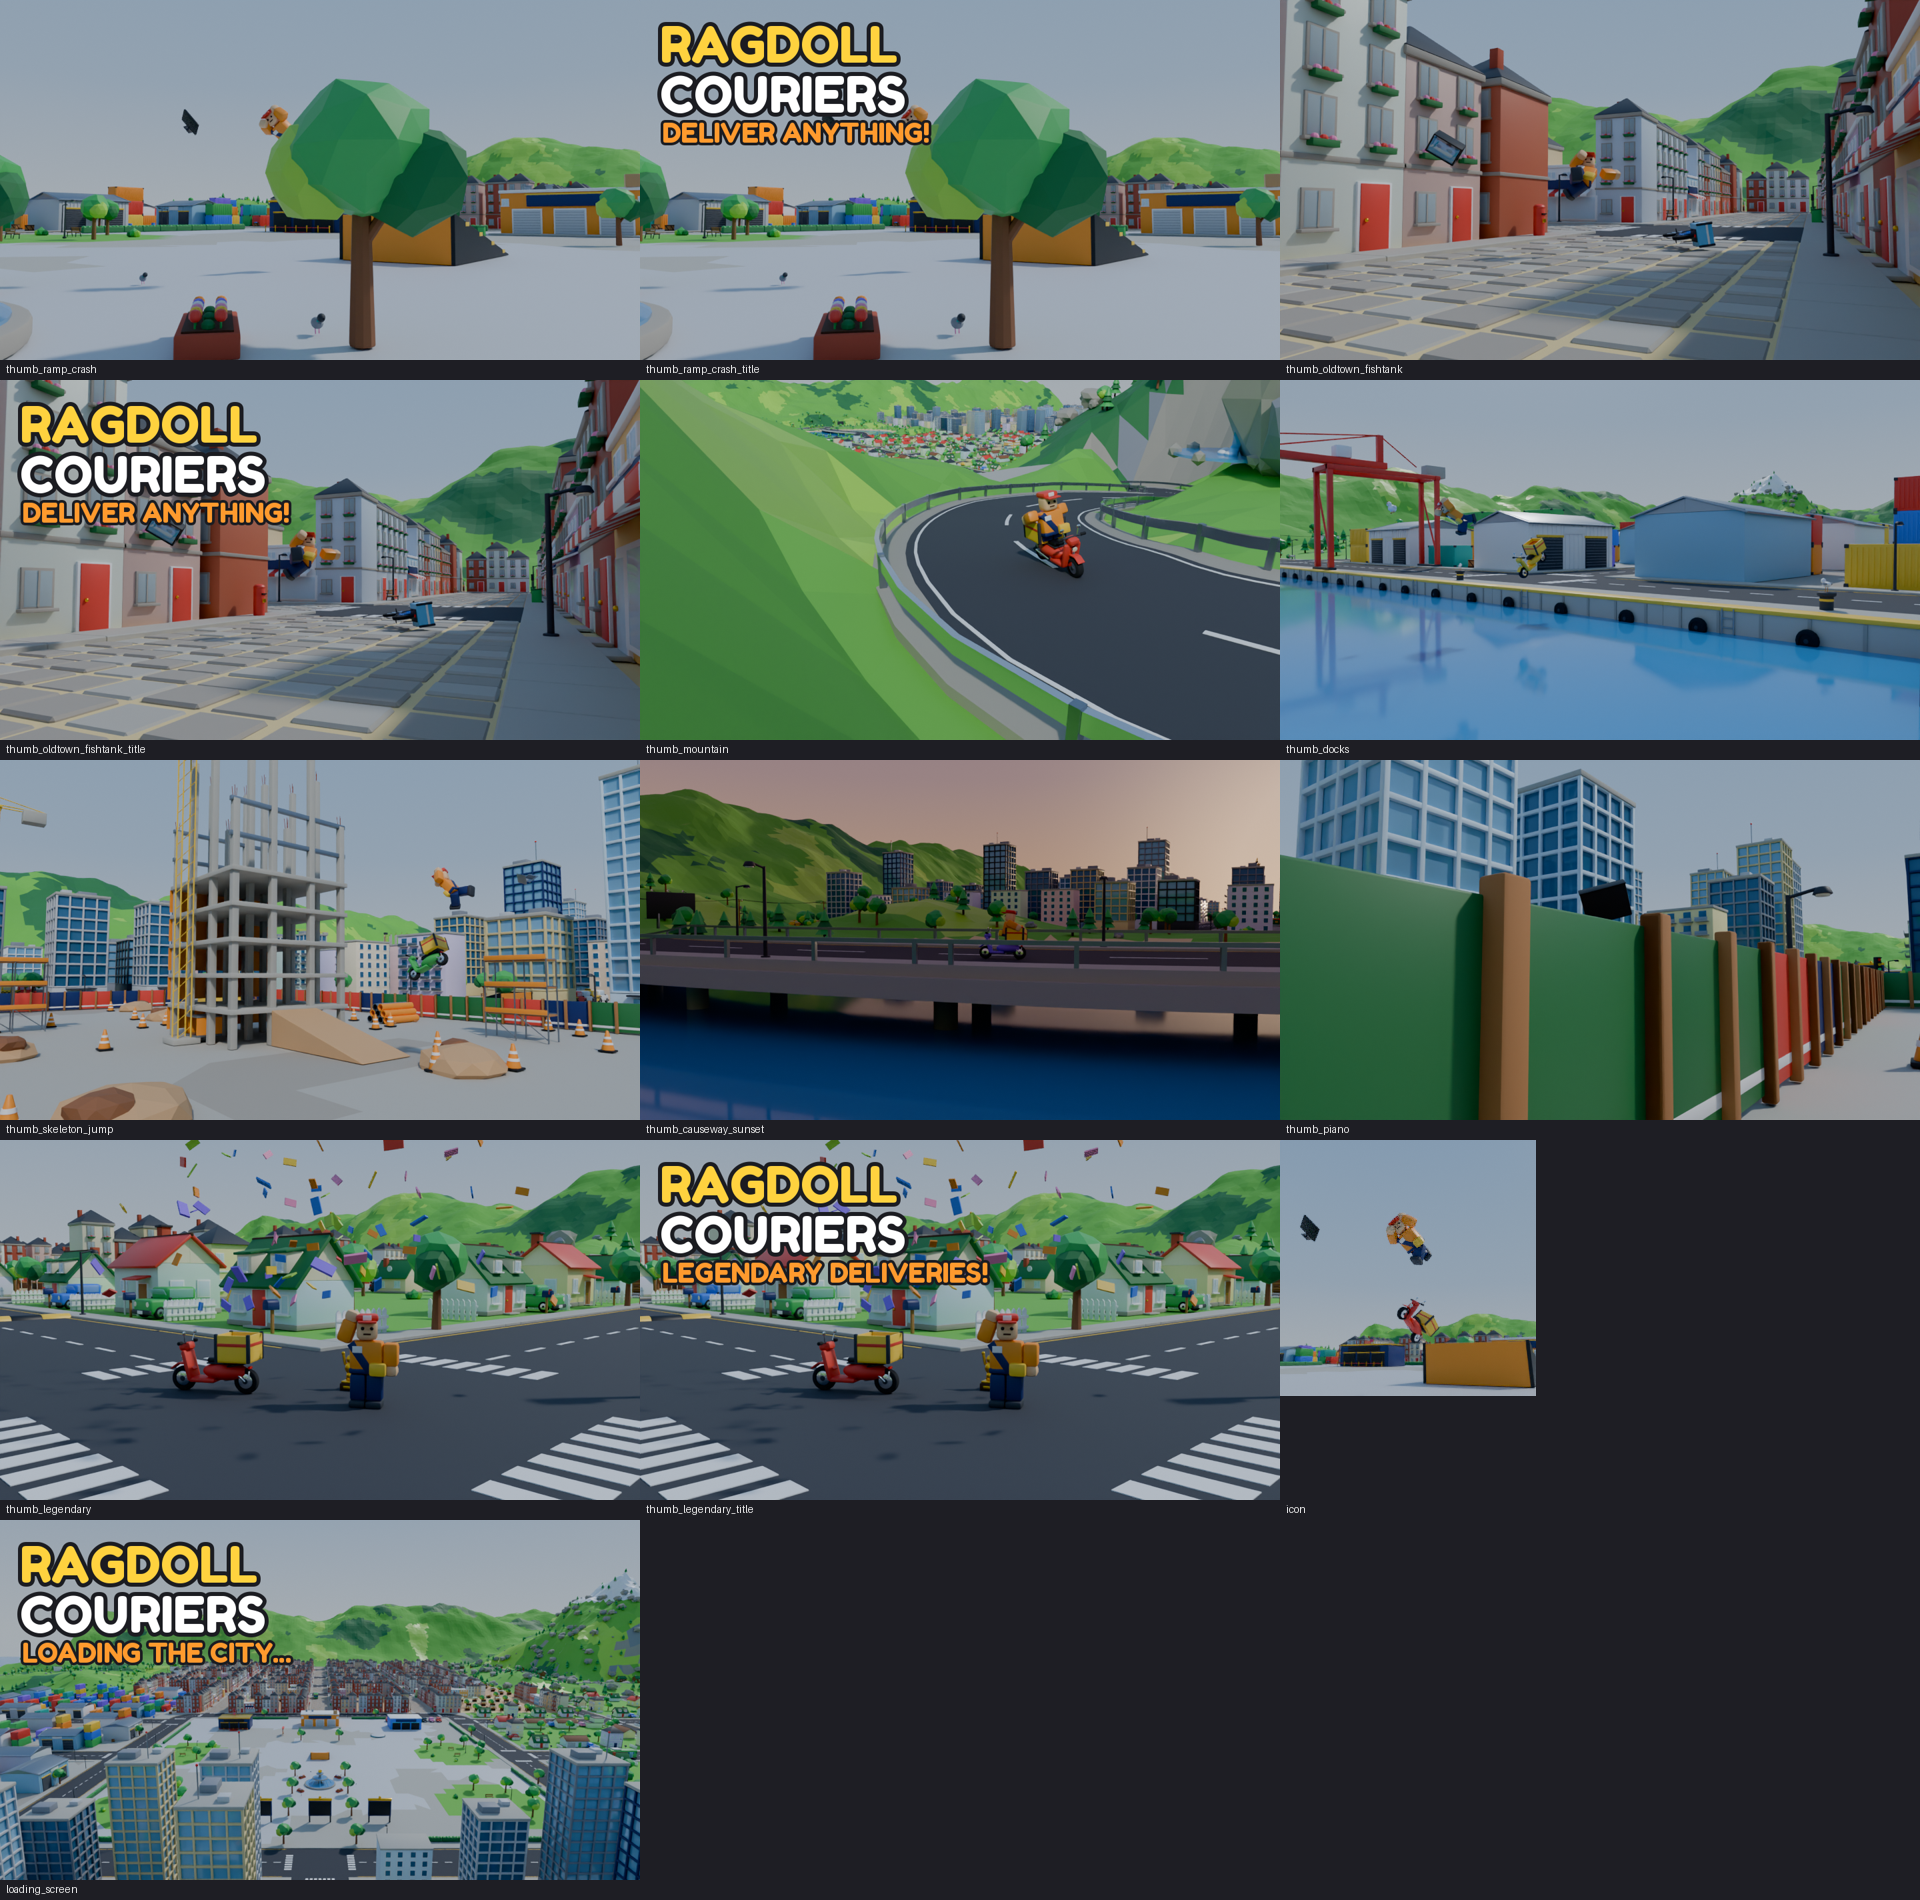 RAGDOLL
COURIERS
DELIVER ANYTHING!
thumb_ramp_crash
thumb_ramp_crash_title
thumb_oldtown_fishtank
RAGDOLL
COURIERS
DELIVER ANYTHING!
thumb_oldtown_fishtank_title
thumb_mountain
thumb_docks
thumb_skeleton_jump
thumb_causeway_sunset
thumb_piano
RAGDOLL
COURIERS
LEGENDARY DELIVERIES!
thumb_legendary
thumb_legendary_title
icon
RAGDOLL
COURIERS
LOADING THE CITY...
loading_screen